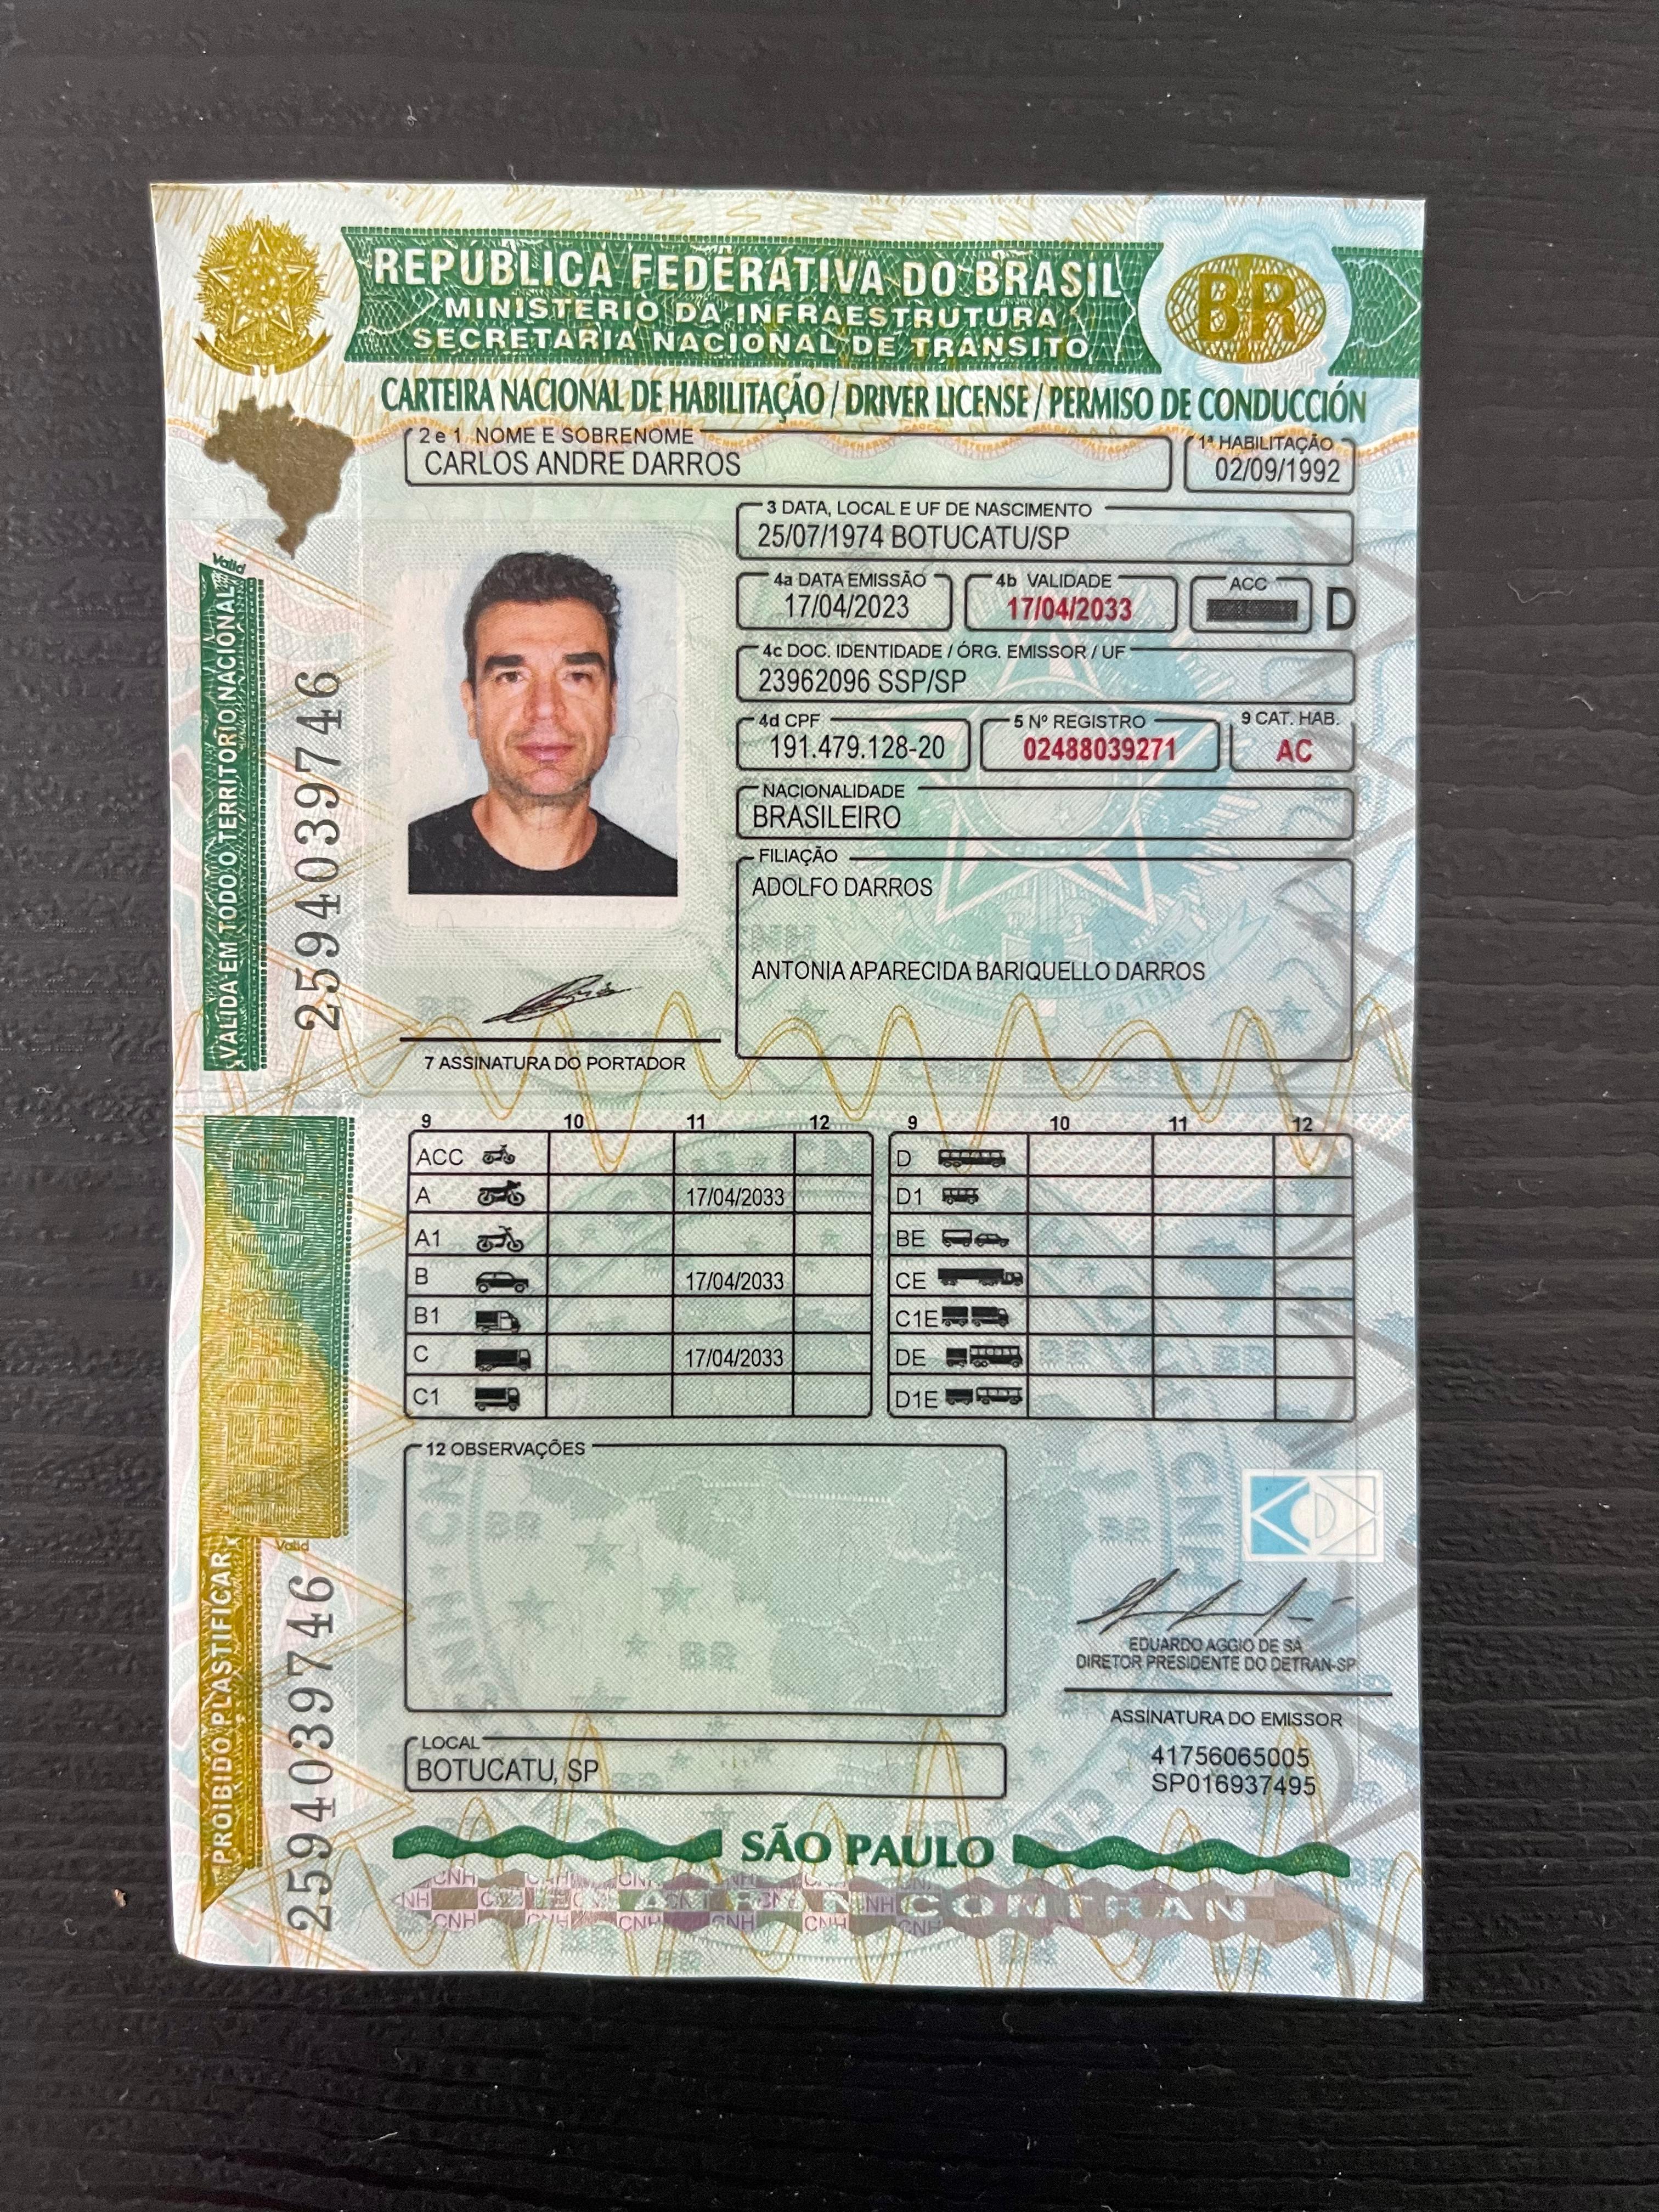 REPÚBLICA FEDERATIVA DO BRASIL
MINISTÉRIO DA INFRAESTRUTURA
SECRETARIA NACIONAL DE TRÂNSITO
BR
CARTEIRA NACIONAL DE HABILITAÇÃO / DRIVER LICENSE / PERMISO DE CONDUCCIÓN
2 e 1 NOME E SOBRENOME
CARLOS ANDRE DARROS
1ª HABILITAÇÃO
02/09/1992
3 DATA, LOCAL E UF DE NASCIMENTO
25/07/1974 BOTUCATU/SP
4a DATA EMISSÃO
17/04/2023
4b VALIDADE
17/04/2033
ACC
D
4c DOC. IDENTIDADE / ÓRG. EMISSOR / UF
23962096 SSP/SP
4d CPF
191.479.128-20
5 Nº REGISTRO
02488039271
9 CAT. HAB.
AC
NACIONALIDADE
BRASILEIRO
FILIAÇÃO
ADOLFO DARROS
ANTONIA APARECIDA BARIQUELLO DARROS
7 ASSINATURA DO PORTADOR
Valid
VÁLIDA EM TODO O TERRITÓRIO NACIONAL
2594039746
9 10 11 12
ACC
A 17/04/2033
A1
B 17/04/2033
B1
C 17/04/2033
C1
9 10 11 12
D
D1
BE
CE
C1E
DE
D1E
12 OBSERVAÇÕES
EDUARDO AGGIO DE SÁ
DIRETOR PRESIDENTE DO DETRAN-SP
ASSINATURA DO EMISSOR
41756065005
SP016937495
LOCAL
BOTUCATU, SP
Valid
PROIBIDO PLASTIFICAR
2594039746
SÃO PAULO